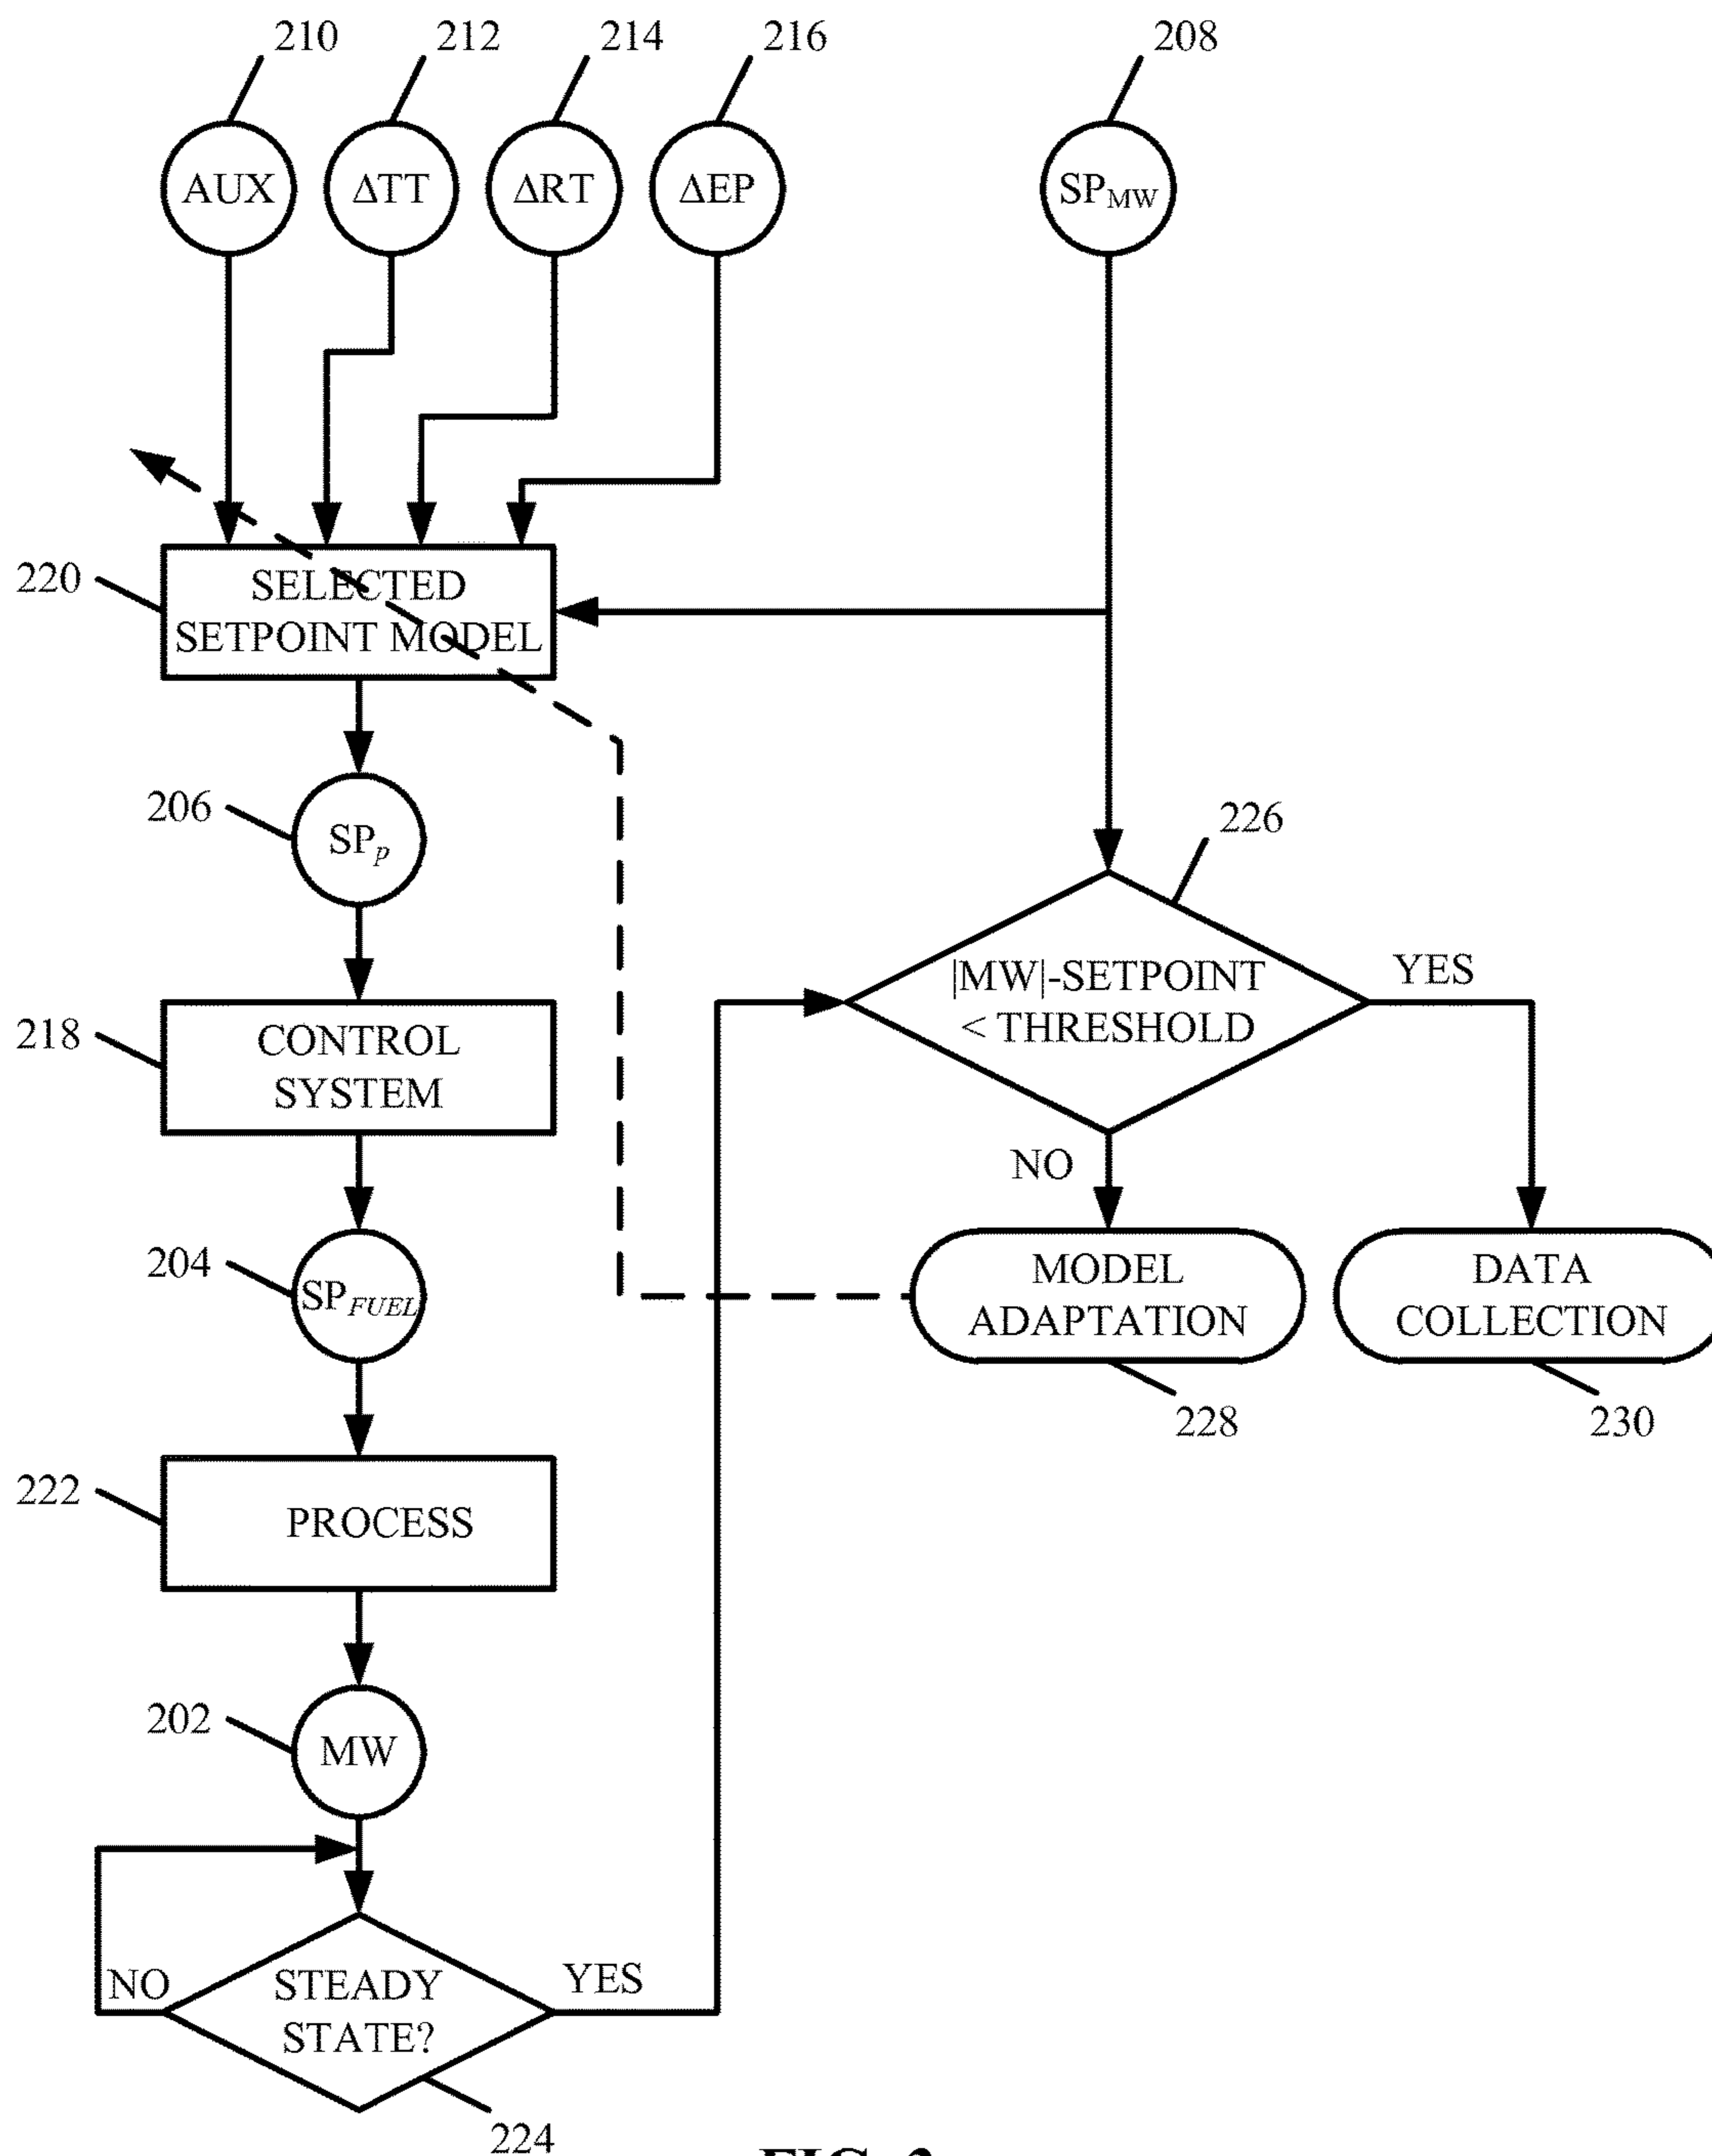 210
212
214
216
208
AUX
ΔTT
ΔRT
ΔEP
SPMW
220
SELECTED
SETPOINT MODEL
206
SPp
226
|MW|-SETPOINT
< THRESHOLD
YES
218
CONTROL
SYSTEM
NO
204
SPFUEL
MODEL
ADAPTATION
DATA
COLLECTION
228
230
222
PROCESS
202
MW
NO
STEADY
STATE?
YES
224